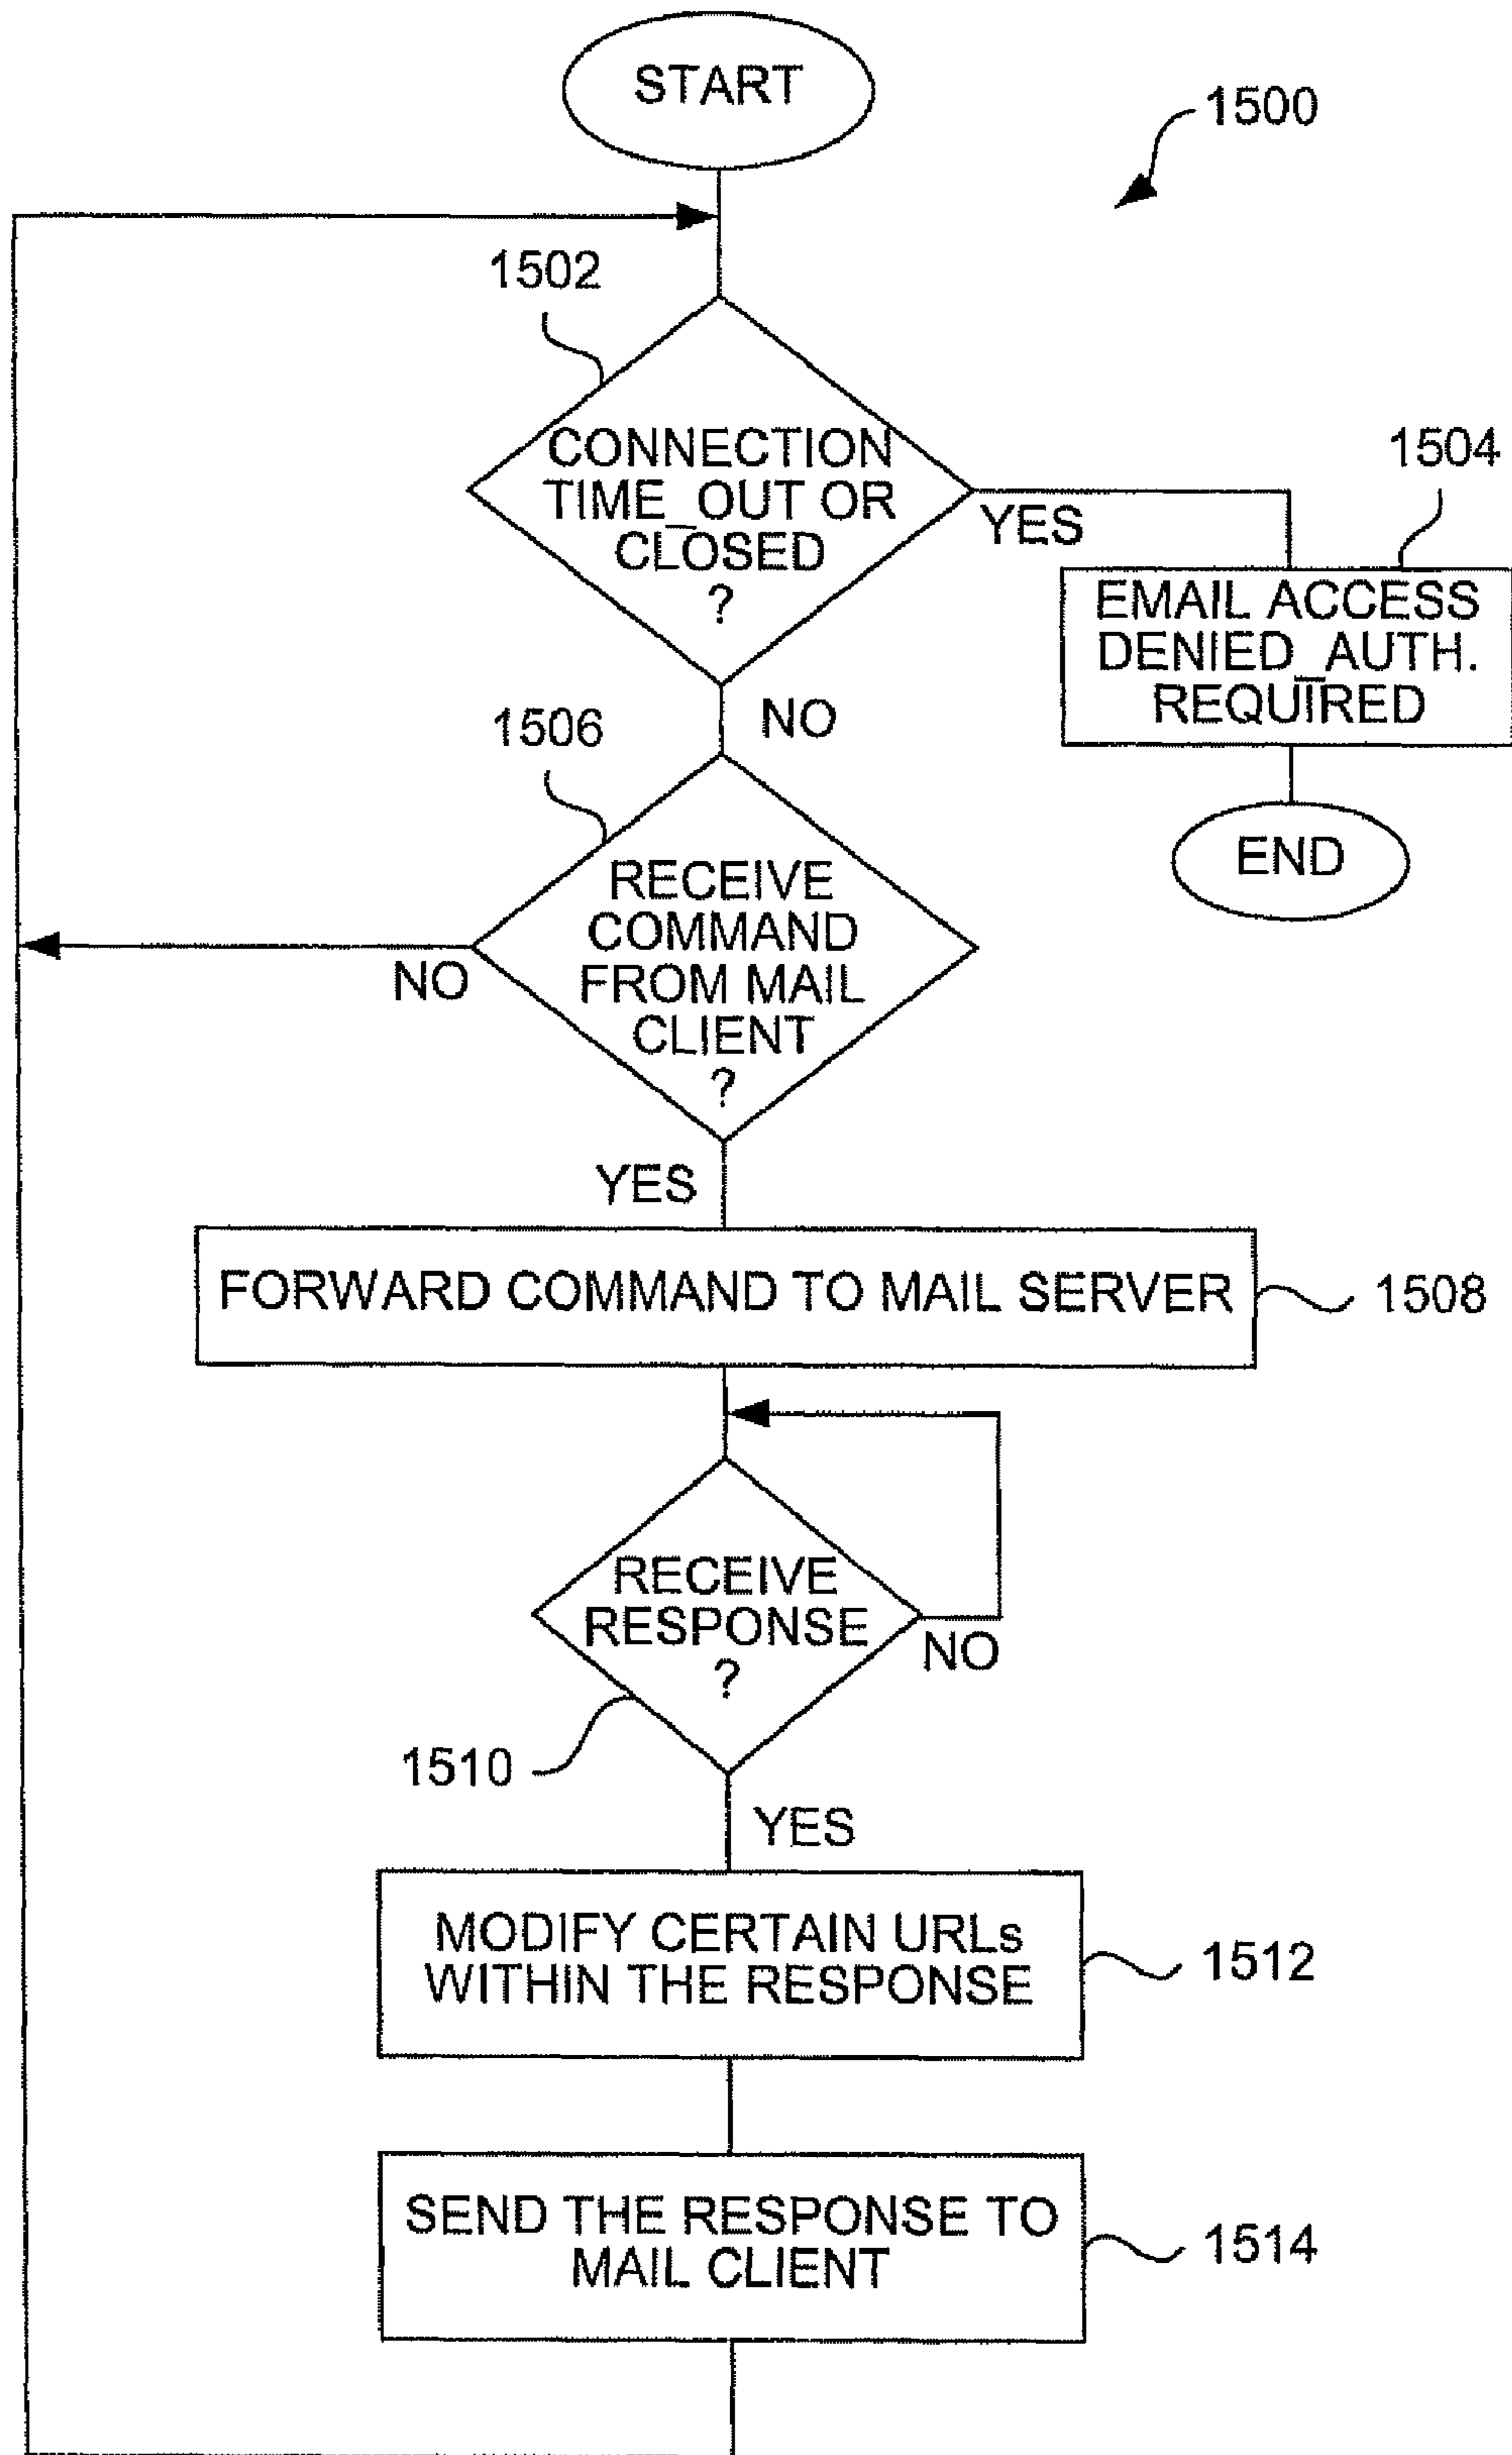 START
1500
1502
CONNECTION
TIME_OUT OR
CLOSED
?
YES
1504
EMAIL ACCESS
DENIED_AUTH.
REQUIRED
END
NO
1506
RECEIVE
COMMAND
FROM MAIL
CLIENT
?
NO
YES
FORWARD COMMAND TO MAIL SERVER
1508
RECEIVE
RESPONSE
?
NO
1510
YES
MODIFY CERTAIN URLs
WITHIN THE RESPONSE
1512
SEND THE RESPONSE TO
MAIL CLIENT
1514